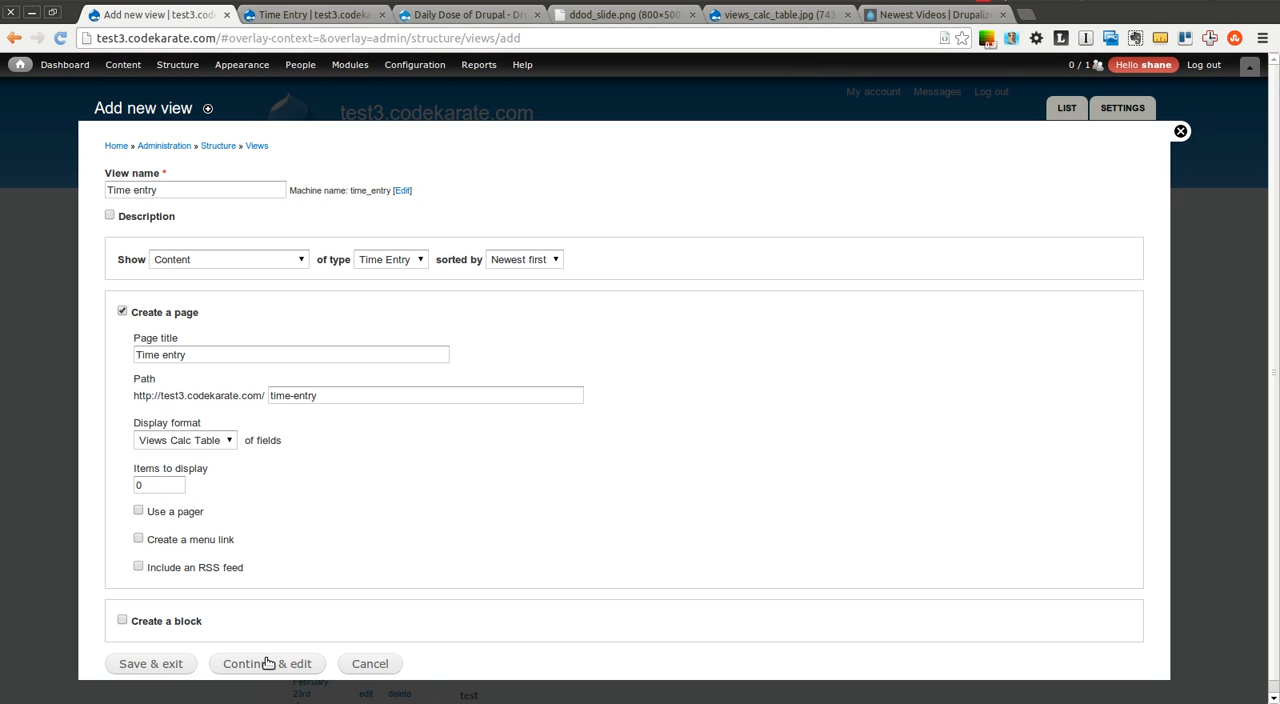 Add new view | test3.cod
Time Entry | test3.codeka
Daily Dose of Drupal - Dr
ddod_slide.png (800×500
views_calc_table.jpg (743
Newest Videos | Drupaliz
test3.codekarate.com/#overlay-context=&overlay=admin/structure/views/add
Dashboard Content Structure Appearance People Modules Configuration Reports Help 0 / 1 Hello shane Log out
My account Messages Log out
Add new view
test3.codekarate.com
LIST SETTINGS
Home » Administration » Structure » Views
View name *
Time entry Machine name: time_entry [Edit]
Description
Show Content of type Time Entry sorted by Newest first
Create a page
Page title
Time entry
Path
http://test3.codekarate.com/ time-entry
Display format
Views Calc Table of fields
Items to display
0
Use a pager
Create a menu link
Include an RSS feed
Create a block
Save & exit Continue & edit Cancel
February
23rd edit delete test